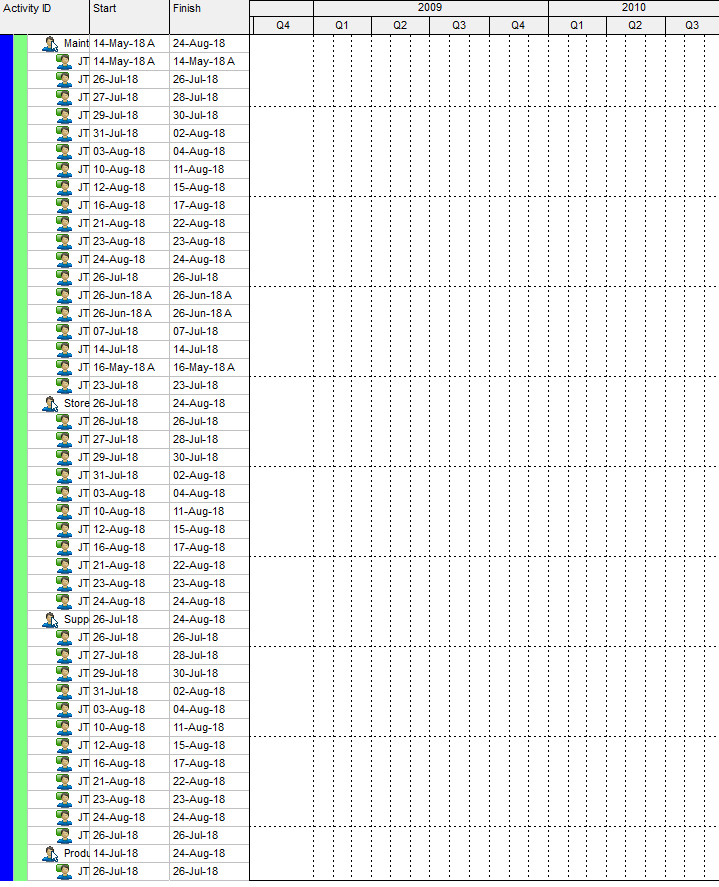 Activity ID Start Finish 2009 2010
Q4 Q1 Q2 Q3 Q4 Q1 Q2 Q3
Maint 14-May-18 A 24-Aug-18
JT 14-May-18 A 14-May-18 A
JT 26-Jul-18 26-Jul-18
JT 27-Jul-18 28-Jul-18
JT 29-Jul-18 30-Jul-18
JT 31-Jul-18 02-Aug-18
JT 03-Aug-18 04-Aug-18
JT 10-Aug-18 11-Aug-18
JT 12-Aug-18 15-Aug-18
JT 16-Aug-18 17-Aug-18
JT 21-Aug-18 22-Aug-18
JT 23-Aug-18 23-Aug-18
JT 24-Aug-18 24-Aug-18
JT 26-Jul-18 26-Jul-18
JT 26-Jun-18 A 26-Jun-18 A
JT 26-Jun-18 A 26-Jun-18 A
JT 07-Jul-18 07-Jul-18
JT 14-Jul-18 14-Jul-18
JT 16-May-18 A 16-May-18 A
JT 23-Jul-18 23-Jul-18
Store 26-Jul-18 24-Aug-18
JT 26-Jul-18 26-Jul-18
JT 27-Jul-18 28-Jul-18
JT 29-Jul-18 30-Jul-18
JT 31-Jul-18 02-Aug-18
JT 03-Aug-18 04-Aug-18
JT 10-Aug-18 11-Aug-18
JT 12-Aug-18 15-Aug-18
JT 16-Aug-18 17-Aug-18
JT 21-Aug-18 22-Aug-18
JT 23-Aug-18 23-Aug-18
JT 24-Aug-18 24-Aug-18
Supp 26-Jul-18 24-Aug-18
JT 26-Jul-18 26-Jul-18
JT 27-Jul-18 28-Jul-18
JT 29-Jul-18 30-Jul-18
JT 31-Jul-18 02-Aug-18
JT 03-Aug-18 04-Aug-18
JT 10-Aug-18 11-Aug-18
JT 12-Aug-18 15-Aug-18
JT 16-Aug-18 17-Aug-18
JT 21-Aug-18 22-Aug-18
JT 23-Aug-18 23-Aug-18
JT 24-Aug-18 24-Aug-18
JT 26-Jul-18 26-Jul-18
Produ 14-Jul-18 24-Aug-18
JT 26-Jul-18 26-Jul-18